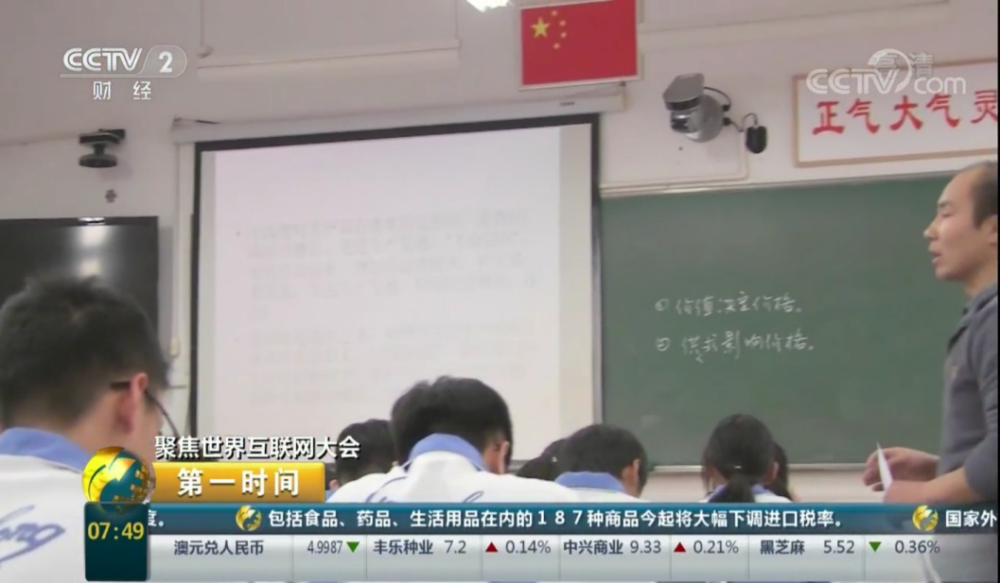 CCTV 2
财 经
高清
CCTV.com
正气大气灵
① 价值决定价格。
② 供求影响价格。
聚焦世界互联网大会
第一时间
07:49
度。 包括食品、药品、生活用品在内的187种商品今起将大幅下调进口税率。 国家外
澳元兑人民币 4.9987▼ 丰乐种业 7.2 ▲ 0.14% 中兴商业 9.33 ▲ 0.21% 黑芝麻 5.52 ▼ 0.36%